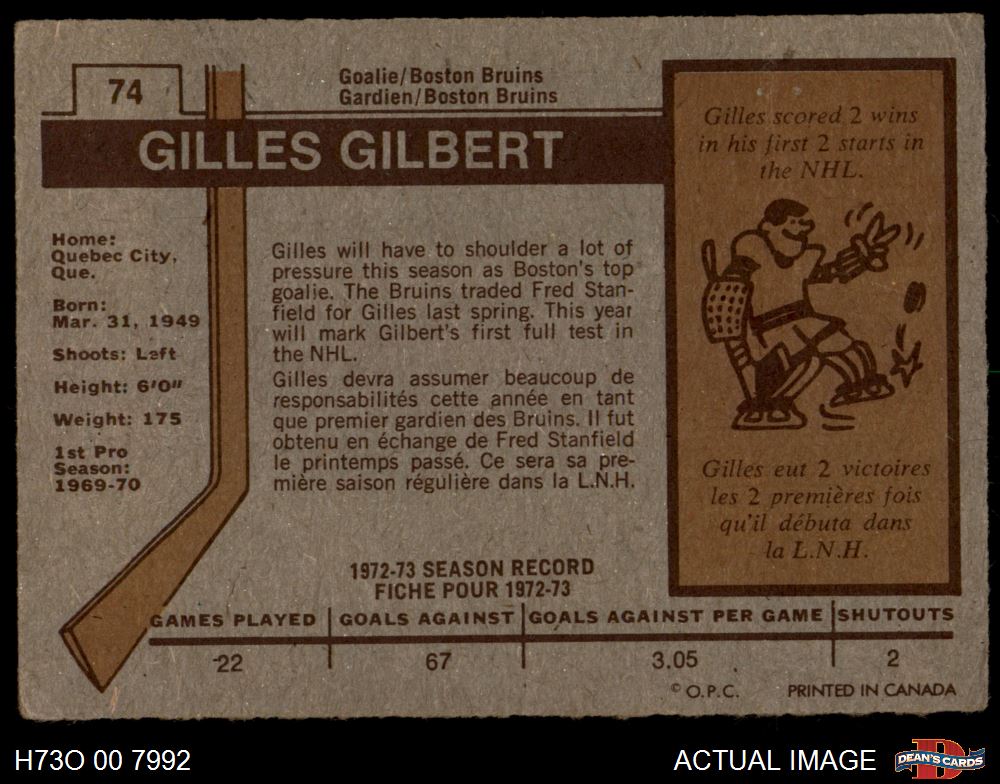 74
Goalie/Boston Bruins
Gardien/Boston Bruins
GILLES GILBERT
Home:
Quebec City,
Que.
Born:
Mar. 31, 1949
Shoots: Left
Height: 6'0"
Weight: 175
1st Pro
Season:
1969-70
Gilles will have to shoulder a lot of
pressure this season as Boston's top
goalie. The Bruins traded Fred Stan-
field for Gilles last spring. This year
will mark Gilbert's first full test in
the NHL.
Gilles devra assumer beaucoup de
responsabilités cette année en tant
que premier gardien des Bruins. Il fut
obtenu en échange de Fred Stanfield
le printemps passé. Ce sera sa pre-
mière saison régulière dans la L.N.H.
Gilles scored 2 wins
in his first 2 starts in
the NHL.
Gilles eut 2 victoires
les 2 premières fois
qu'il débuta dans
la L.N.H.
1972-73 SEASON RECORD
FICHE POUR 1972-73
GAMES PLAYED GOALS AGAINST GOALS AGAINST PER GAME SHUTOUTS
22 67 3.05 2
© O.P.C. PRINTED IN CANADA
H73O 00 7992 ACTUAL IMAGE D DEAN'S CARDS